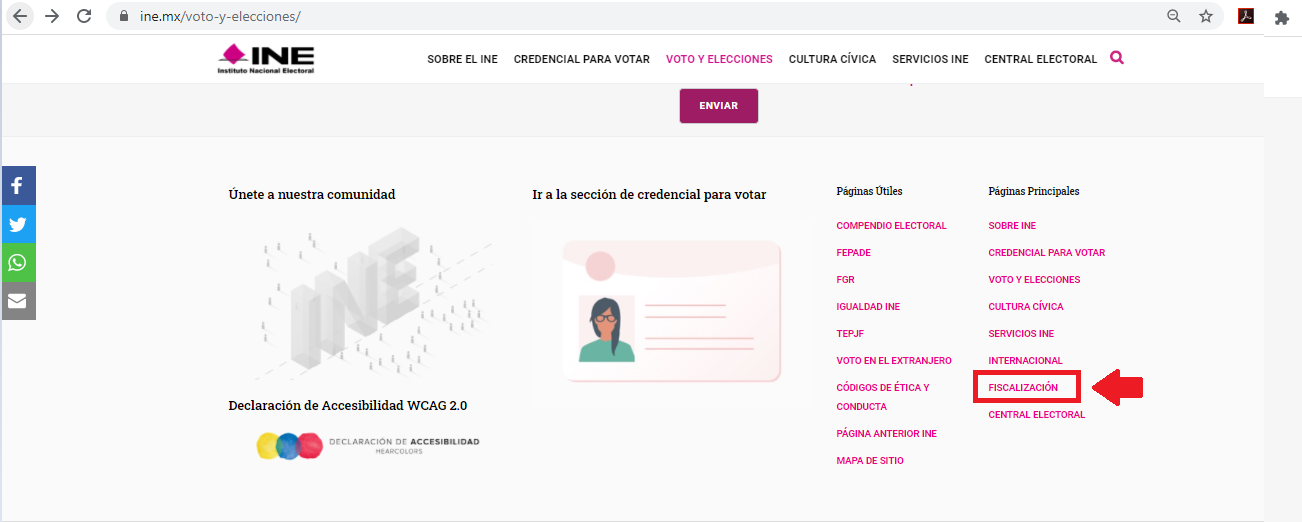 ine.mx/voto-y-elecciones/
INE
Instituto Nacional Electoral
SOBRE EL INE
CREDENCIAL PARA VOTAR
VOTO Y ELECCIONES
CULTURA CÍVICA
SERVICIOS INE
CENTRAL ELECTORAL
ENVIAR
Únete a nuestra comunidad
INE
Declaración de Accesibilidad WCAG 2.0
DECLARACIÓN DE ACCESIBILIDAD
HEARCOLORS
Ir a la sección de credencial para votar
Páginas Útiles
COMPENDIO ELECTORAL
FEPADE
FGR
IGUALDAD INE
TEPJF
VOTO EN EL EXTRANJERO
CÓDIGOS DE ÉTICA Y
CONDUCTA
PÁGINA ANTERIOR INE
MAPA DE SITIO
Páginas Principales
SOBRE INE
CREDENCIAL PARA VOTAR
VOTO Y ELECCIONES
CULTURA CÍVICA
SERVICIOS INE
INTERNACIONAL
FISCALIZACIÓN
CENTRAL ELECTORAL